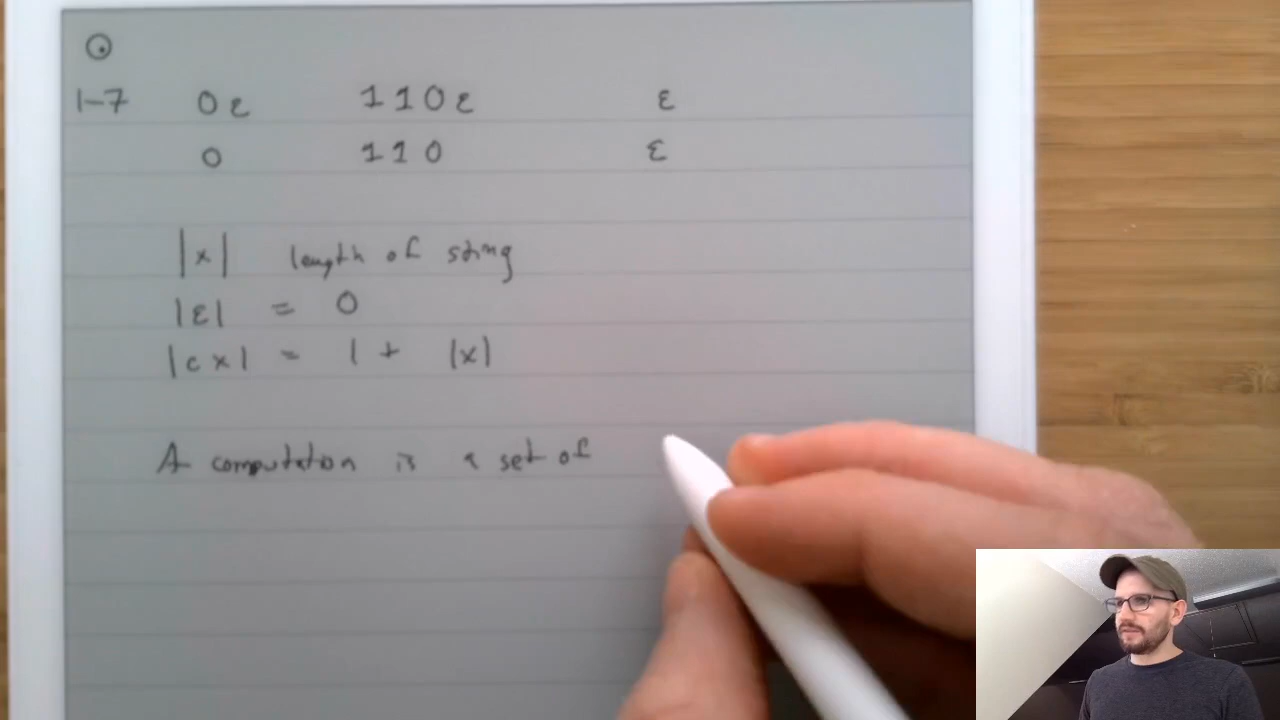 1-7 0ε 110ε ε
0 110 ε
|x| length of string
|ε| = 0
|cx| = 1 + |x|
A computation is a set of